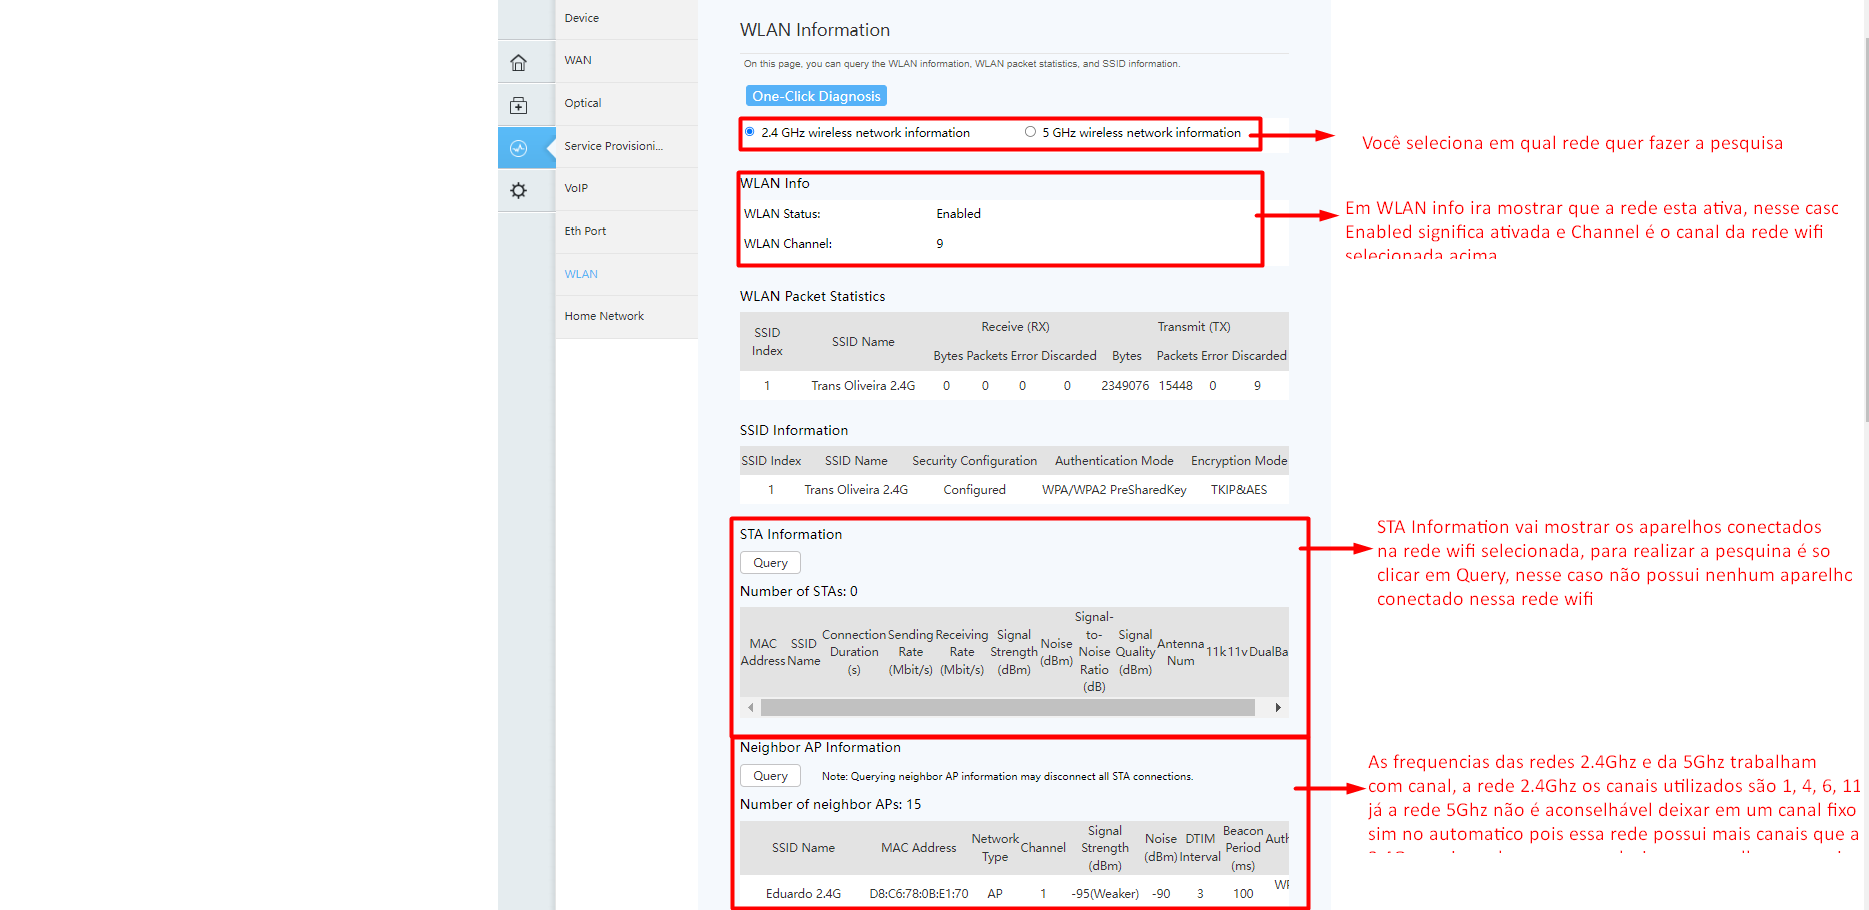 Device
WAN
Optical
Service Provisioni...
VoIP
Eth Port
WLAN
Home Network
WLAN Information
On this page, you can query the WLAN information, WLAN packet statistics, and SSID information.
One-Click Diagnosis
2.4 GHz wireless network information 5 GHz wireless network information
Você seleciona em qual rede quer fazer a pesquisa
WLAN Info
WLAN Status: Enabled
WLAN Channel: 9
Em WLAN info ira mostrar que a rede esta ativa, nesse caso
Enabled significa ativada e Channel é o canal da rede wifi
selecionada acima
WLAN Packet Statistics
SSID Index SSID Name Receive (RX) Transmit (TX)
Bytes Packets Error Discarded Bytes Packets Error Discarded
1 Trans Oliveira 2.4G 0 0 0 0 2349076 15448 0 9
SSID Information
SSID Index SSID Name Security Configuration Authentication Mode Encryption Mode
1 Trans Oliveira 2.4G Configured WPA/WPA2 PreSharedKey TKIP&AES
STA Information
Query
Number of STAs: 0
MAC Address SSID Name Connection Duration (s) Sending Rate (Mbit/s) Receiving Rate (Mbit/s) Signal Strength (dBm) Noise (dBm) Signal-to-Noise Ratio (dB) Signal Quality (dBm) Antenna Num 11k 11v DualBa
STA Information vai mostrar os aparelhos conectados
na rede wifi selecionada, para realizar a pesquina é so
clicar em Query, nesse caso não possui nenhum aparelho
conectado nessa rede wifi
Neighbor AP Information
Query Note: Querying neighbor AP information may disconnect all STA connections.
Number of neighbor APs: 15
SSID Name MAC Address Network Type Channel Signal Strength (dBm) Noise (dBm) DTIM Interval Beacon Period (ms) Auth
Eduardo 2.4G D8:C6:78:0B:E1:70 AP 1 -95(Weaker) -90 3 100 WP
As frequencias das redes 2.4Ghz e da 5Ghz trabalham
com canal, a rede 2.4Ghz os canais utilizados são 1, 4, 6, 11
já a rede 5Ghz não é aconselhável deixar em um canal fixo
sim no automatico pois essa rede possui mais canais que a